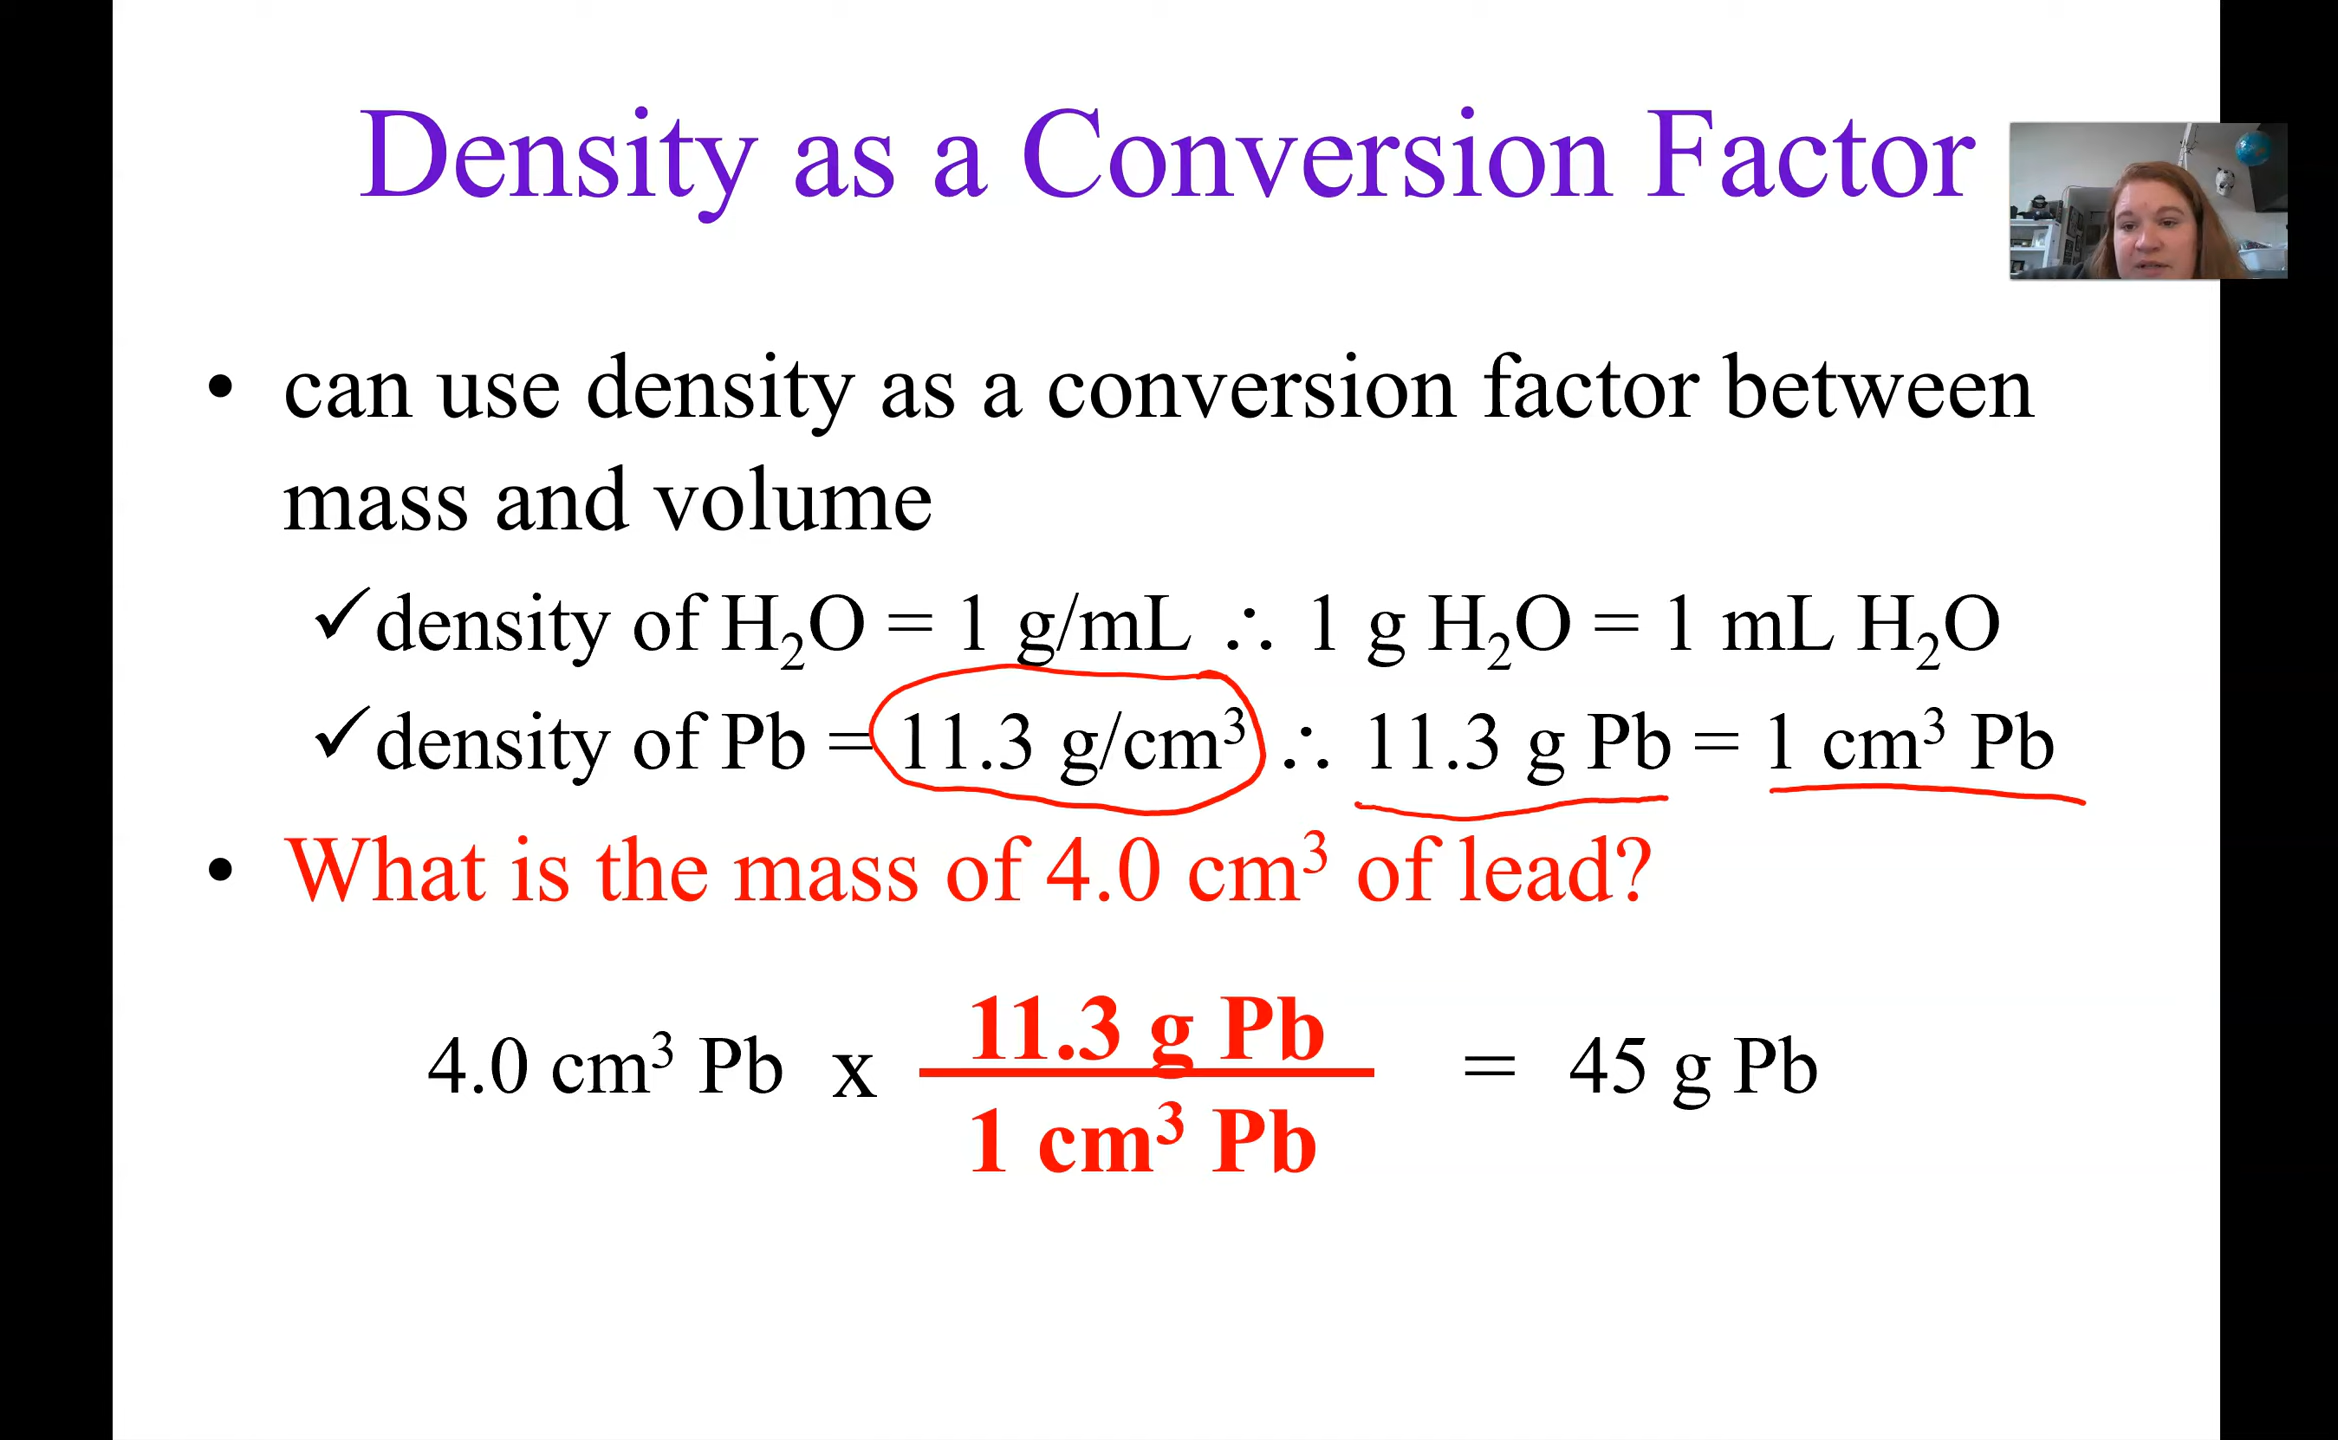 Density as a Conversion Factor
• can use density as a conversion factor between
mass and volume
✓density of H₂O = 1 g/mL ∴ 1 g H₂O = 1 mL H₂O
✓density of Pb = 11.3 g/cm³ ∴ 11.3 g Pb = 1 cm³ Pb
• What is the mass of 4.0 cm³ of lead?
11.3 g Pb
4.0 cm³ Pb x = 45 g Pb
1 cm³ Pb